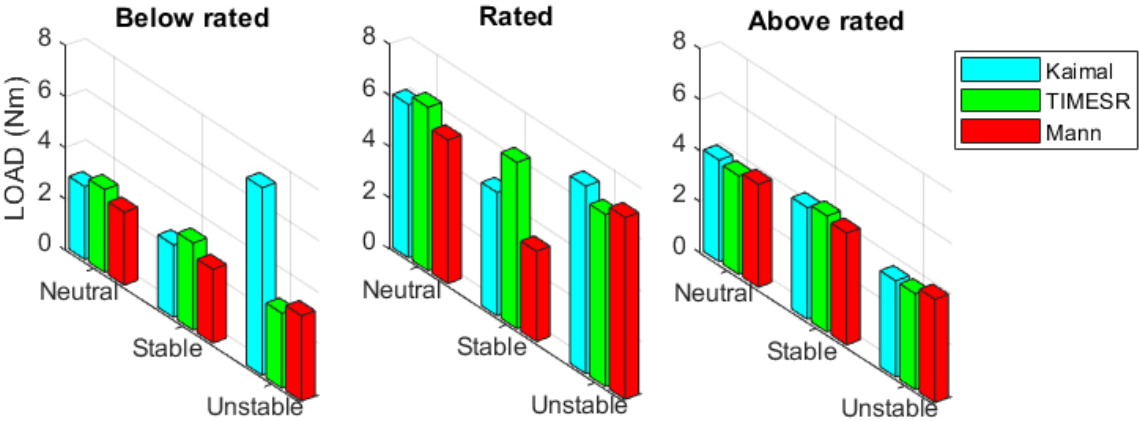 Below rated
Rated
Above rated
LOAD (Nm)
8
6
4
2
0
Neutral
Stable
Unstable
8
6
4
2
0
Neutral
Stable
Unstable
8
6
4
2
0
Neutral
Stable
Unstable
Kaimal
TIMESR
Mann